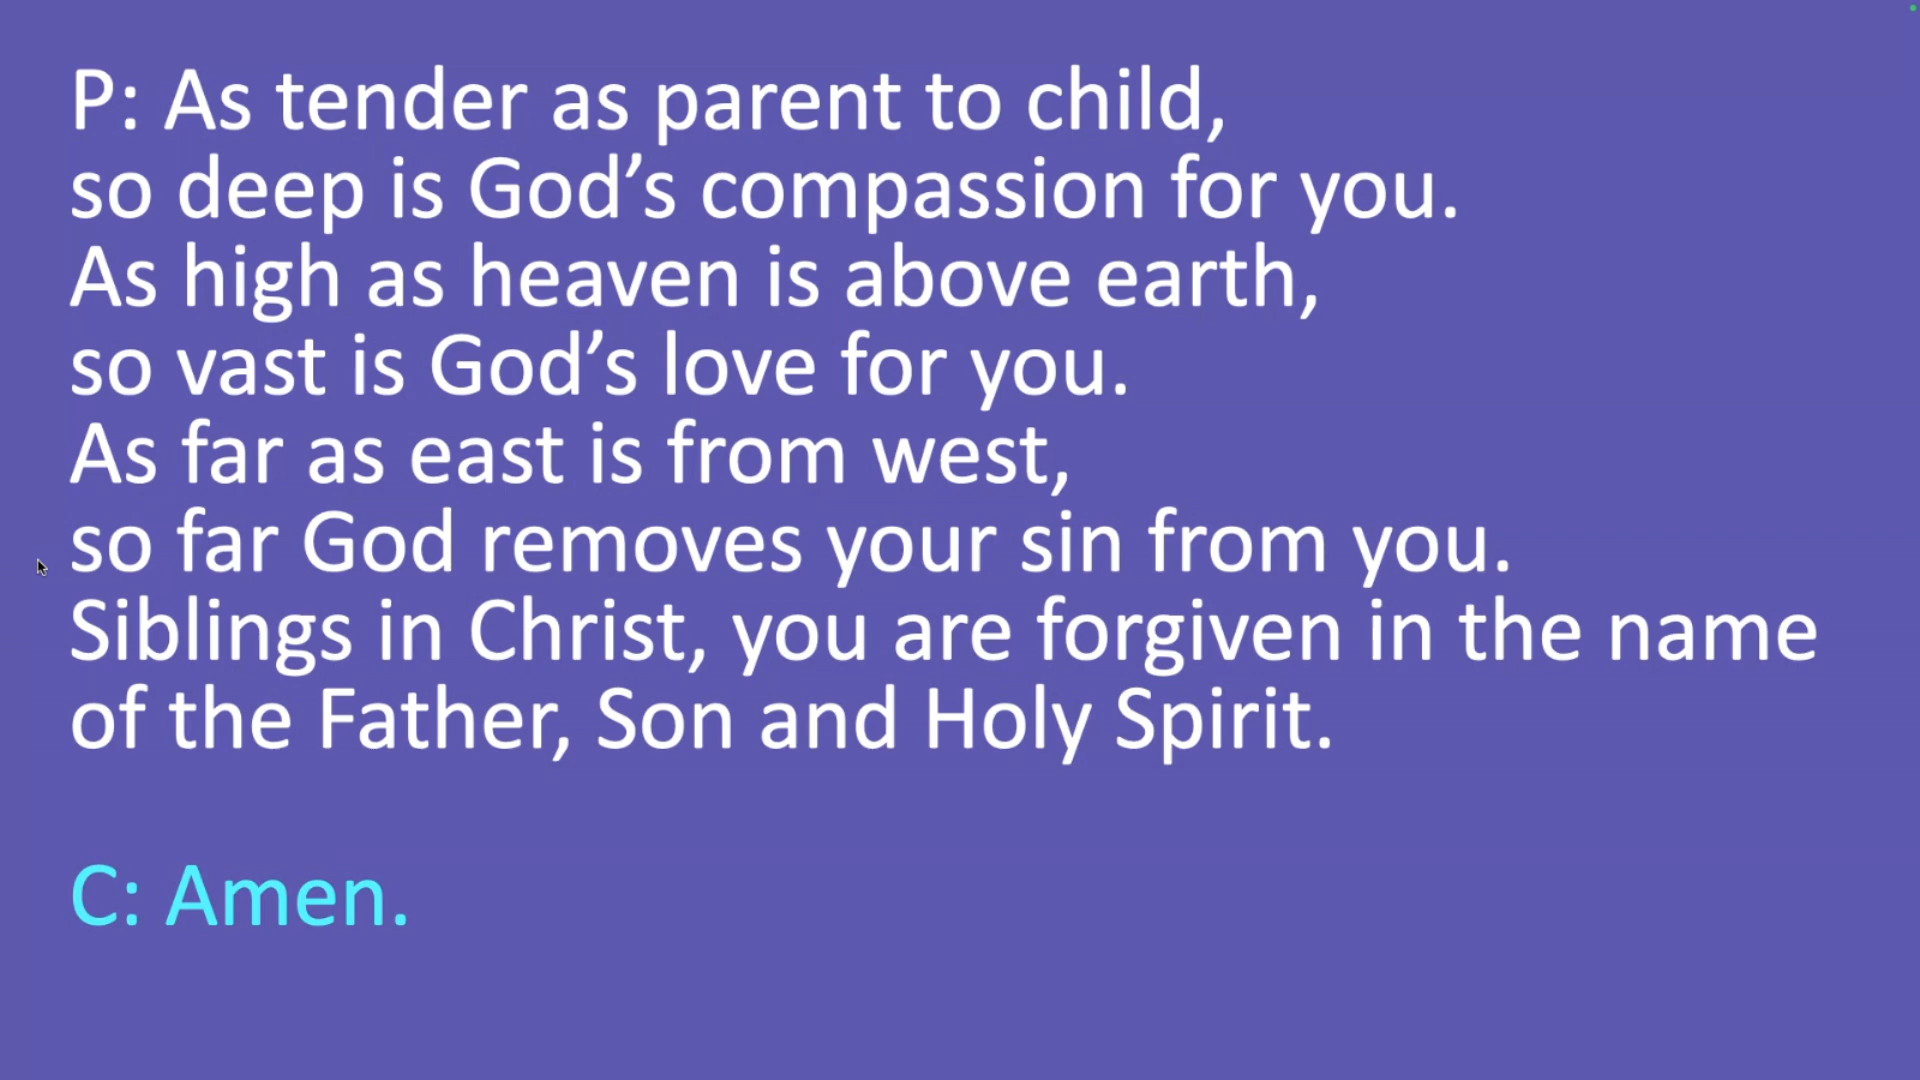 P: As tender as parent to child,
so deep is God’s compassion for you.
As high as heaven is above earth,
so vast is God’s love for you.
As far as east is from west,
so far God removes your sin from you.
Siblings in Christ, you are forgiven in the name
of the Father, Son and Holy Spirit.
C: Amen.